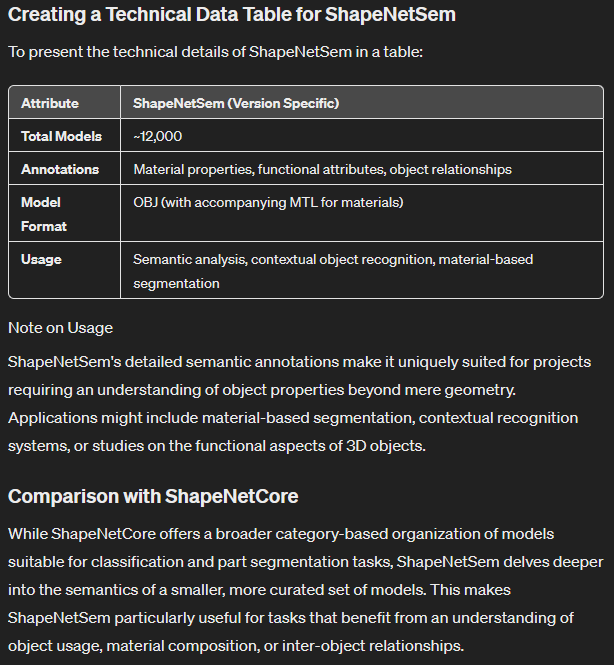 Creating a Technical Data Table for ShapeNetSem
To present the technical details of ShapeNetSem in a table:
Attribute ShapeNetSem (Version Specific)
Total Models ~12,000
Annotations Material properties, functional attributes, object relationships
Model OBJ (with accompanying MTL for materials)
Format
Usage Semantic analysis, contextual object recognition, material-based
segmentation
Note on Usage
ShapeNetSem's detailed semantic annotations make it uniquely suited for projects
requiring an understanding of object properties beyond mere geometry.
Applications might include material-based segmentation, contextual recognition
systems, or studies on the functional aspects of 3D objects.
Comparison with ShapeNetCore
While ShapeNetCore offers a broader category-based organization of models
suitable for classification and part segmentation tasks, ShapeNetSem delves deeper
into the semantics of a smaller, more curated set of models. This makes
ShapeNetSem particularly useful for tasks that benefit from an understanding of
object usage, material composition, or inter-object relationships.